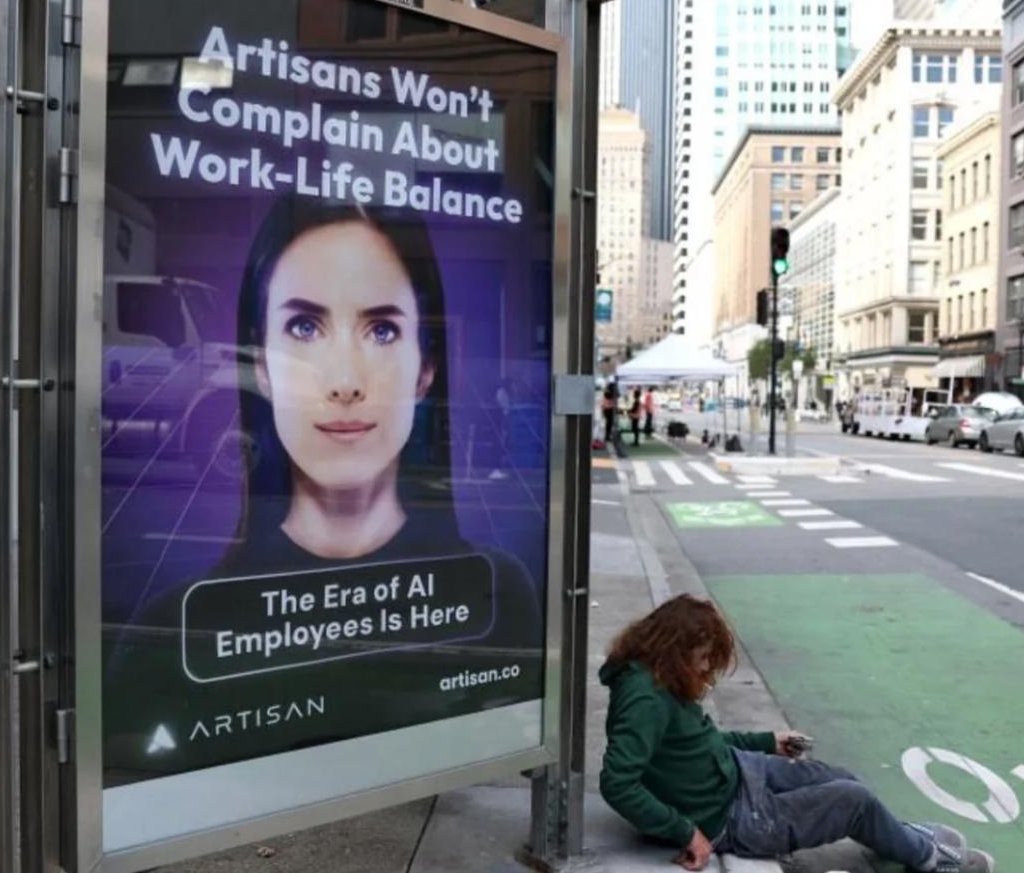 Artisans Won't
Complain About
Work-Life Balance
The Era of AI
Employees Is Here
artisan.co
ARTISAN